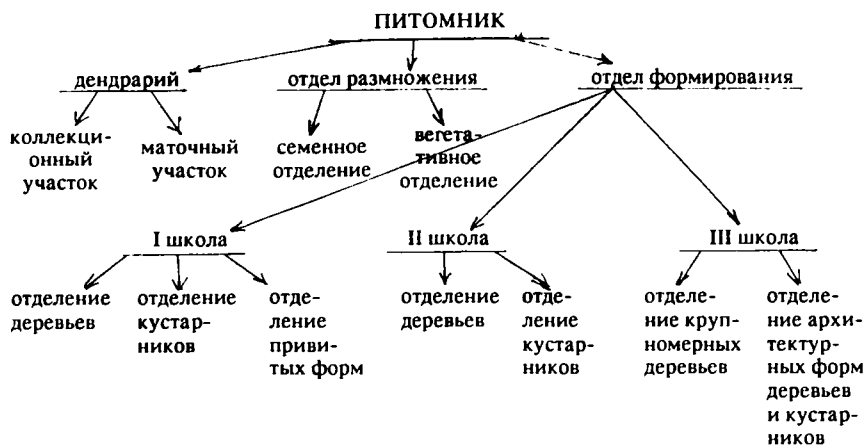 ПИТОМНИК
дендрарий
отдел размножения
отдел формирования
коллекци-
онный
участок
маточный
участок
семенное
отделение
вегета-
тивное
отделение
I школа
II школа
III школа
отделение
деревьев
отделение
кустар-
ников
отде-
ление
приви-
тых форм
отделение
деревьев
отде-
ление
кустар-
ников
отделе-
ние круп-
номерных
деревьев
отделе-
ние архи-
тектур-
ных форм
деревьев
и кустар-
ников